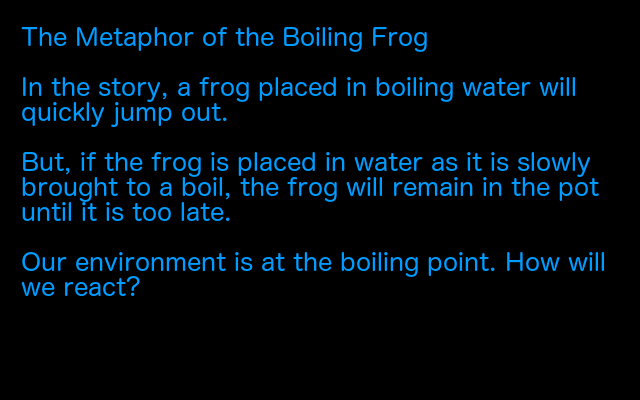 The Metaphor of the Boiling Frog
In the story, a frog placed in boiling water will
quickly jump out.
But, if the frog is placed in water as it is slowly
brought to a boil, the frog will remain in the pot
until it is too late.
Our environment is at the boiling point. How will
we react?